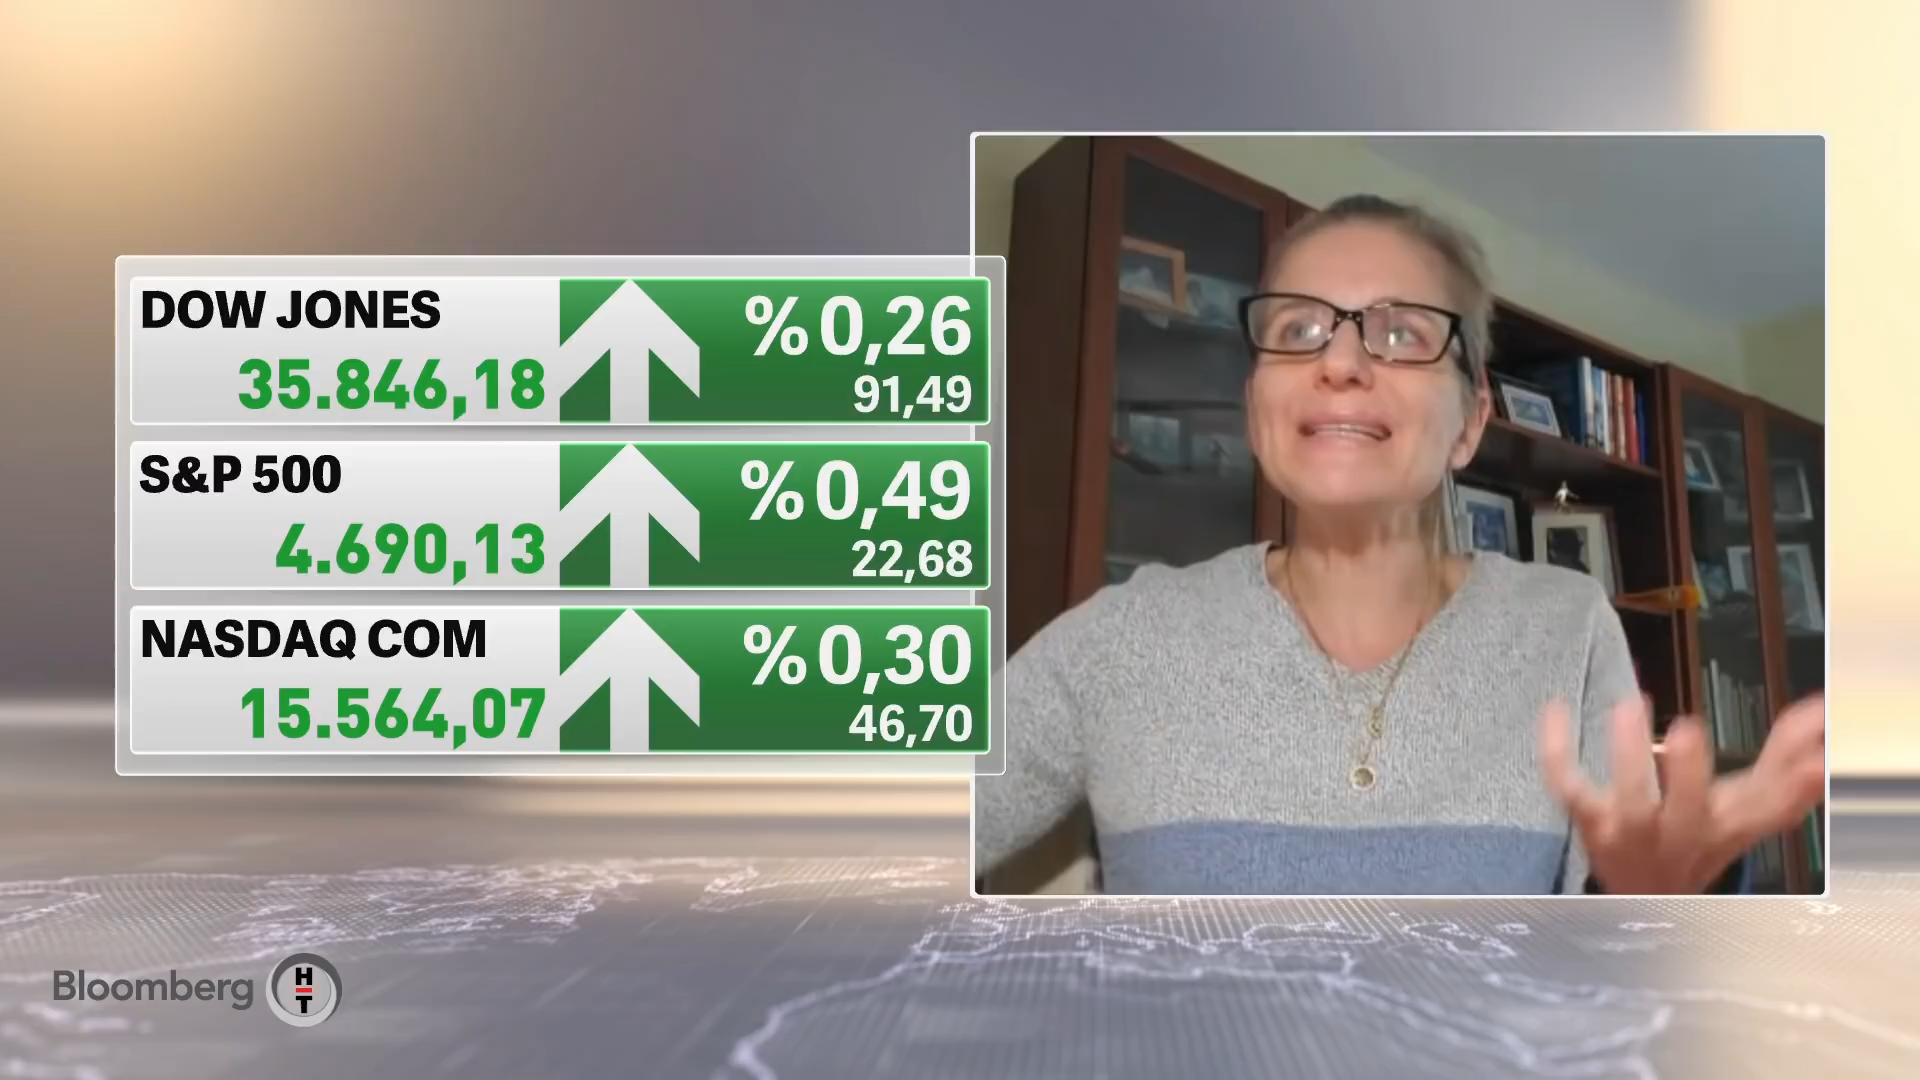 DOW JONES
35.846,18
%0,26
91,49
S&P 500
4.690,13
%0,49
22,68
NASDAQ COM
15.564,07
%0,30
46,70
Bloomberg HT